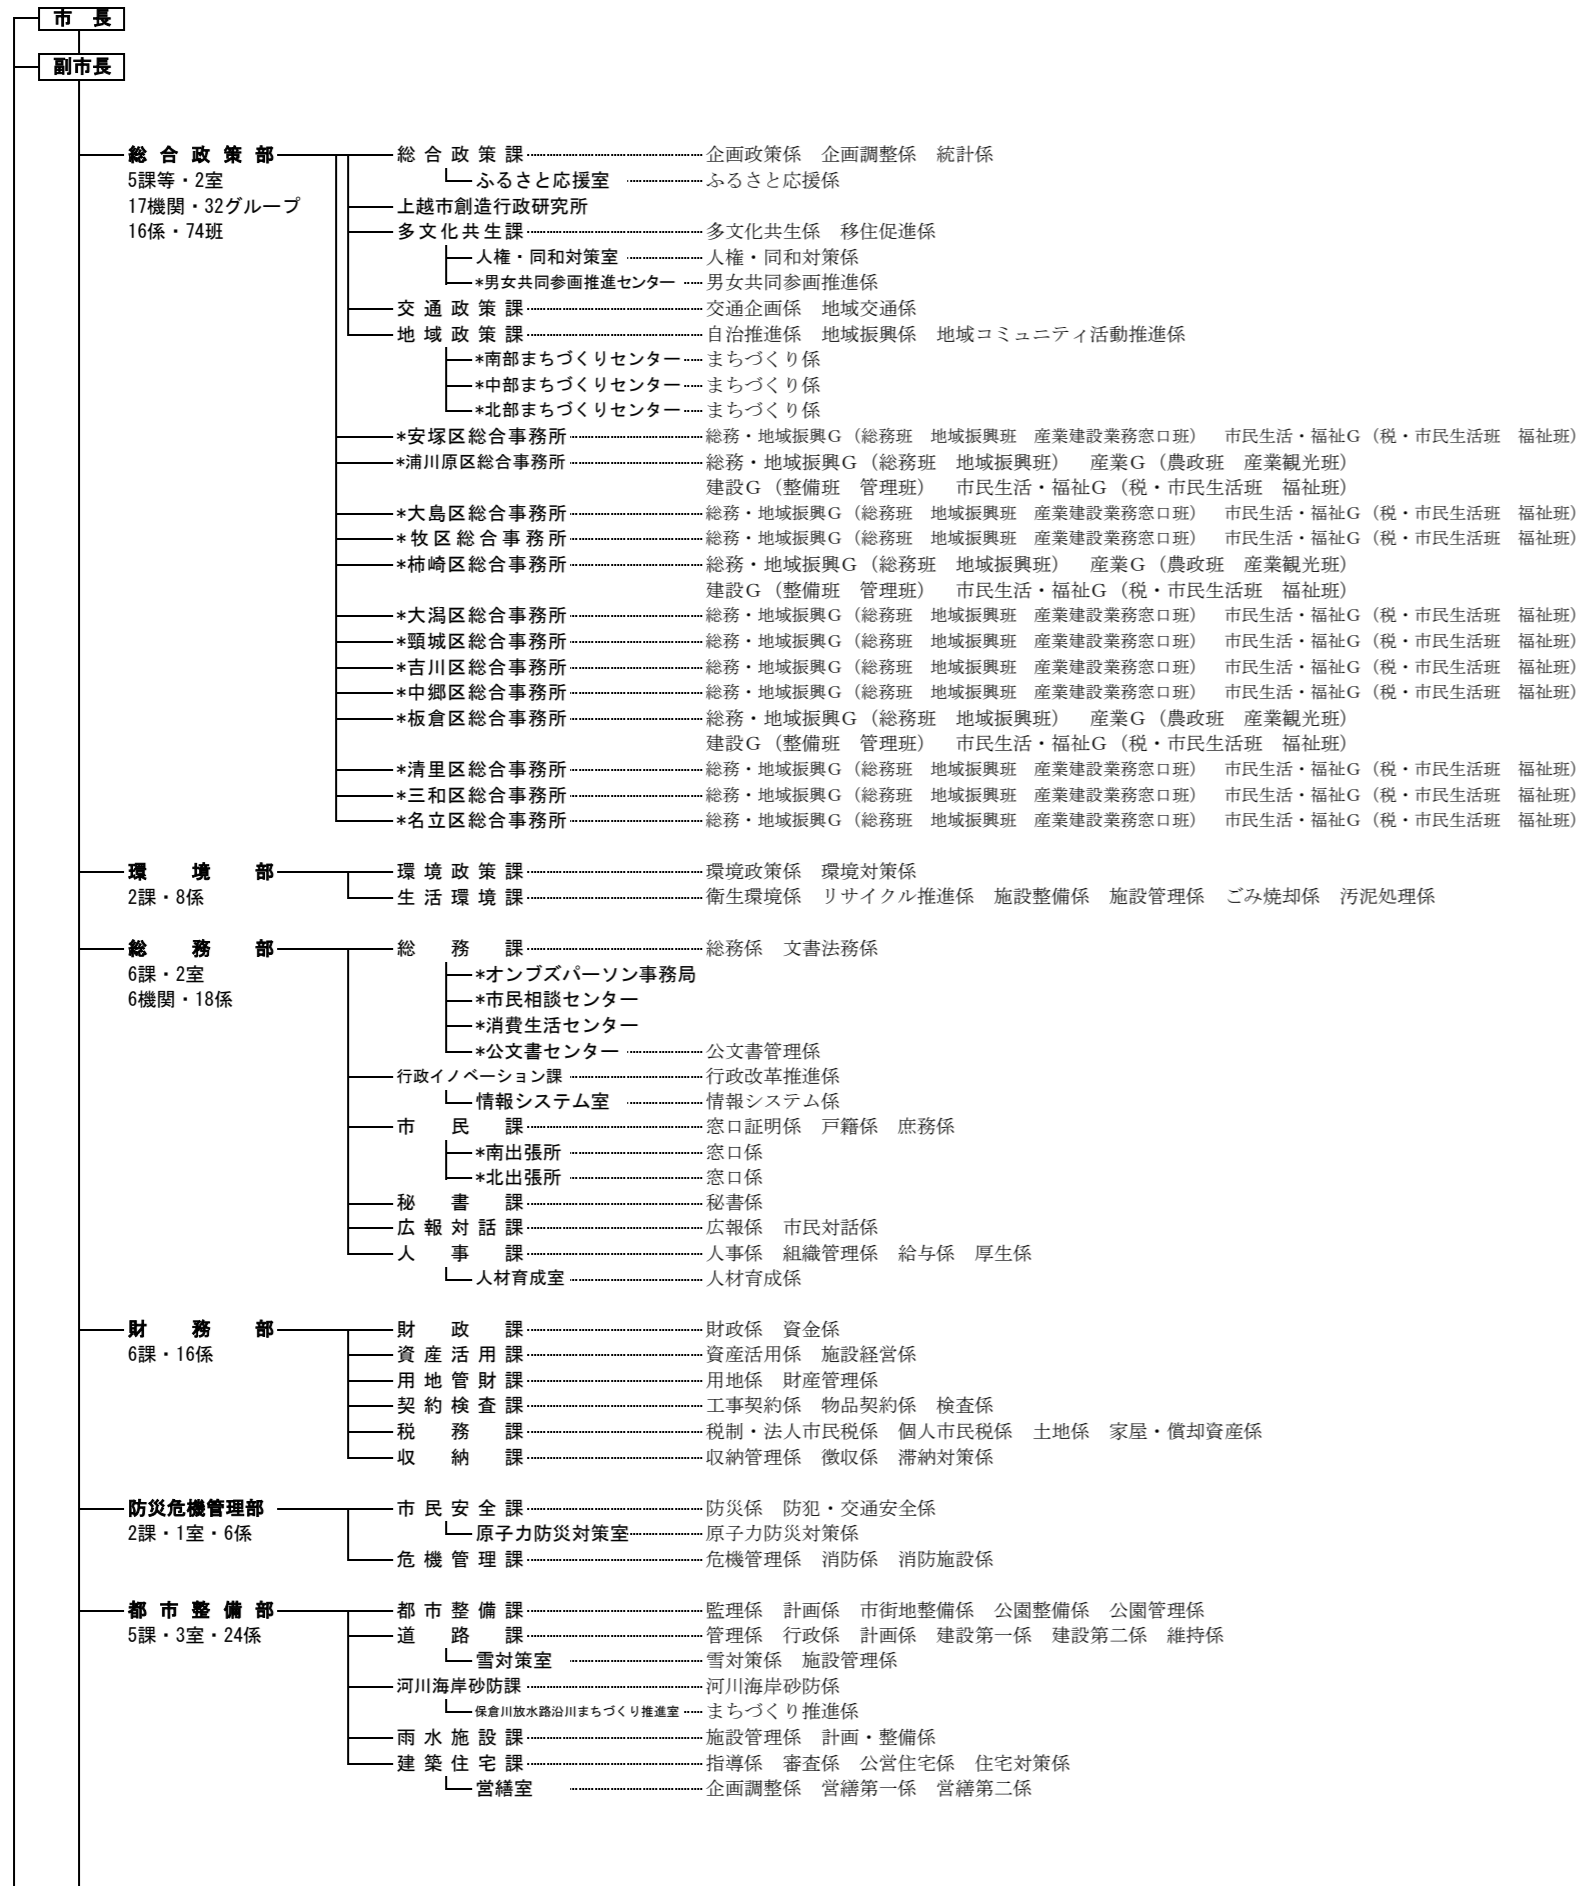 市　長
副市長
総合政策部 総合政策課 企画政策係　企画調整係　統計係
5課等・2室 ふるさと応援室 ふるさと応援係
17機関・32グループ 上越市創造行政研究所
16係・74班 多文化共生課 多文化共生係　移住促進係
人権・同和対策室 人権・同和対策係
*男女共同参画推進センター 男女共同参画推進係
交通政策課 交通企画係　地域交通係
地域政策課 自治推進係　地域振興係　地域コミュニティ活動推進係
*南部まちづくりセンター まちづくり係
*中部まちづくりセンター まちづくり係
*北部まちづくりセンター まちづくり係
*安塚区総合事務所 総務・地域振興G（総務班　地域振興班　産業建設業務窓口班）　市民生活・福祉G（税・市民生活班　福祉班）
*浦川原区総合事務所 総務・地域振興G（総務班　地域振興班）　産業G（農政班　産業観光班）
建設G（整備班　管理班）　市民生活・福祉G（税・市民生活班　福祉班）
*大島区総合事務所 総務・地域振興G（総務班　地域振興班　産業建設業務窓口班）　市民生活・福祉G（税・市民生活班　福祉班）
*牧区総合事務所 総務・地域振興G（総務班　地域振興班　産業建設業務窓口班）　市民生活・福祉G（税・市民生活班　福祉班）
*柿崎区総合事務所 総務・地域振興G（総務班　地域振興班）　産業G（農政班　産業観光班）
建設G（整備班　管理班）　市民生活・福祉G（税・市民生活班　福祉班）
*大潟区総合事務所 総務・地域振興G（総務班　地域振興班　産業建設業務窓口班）　市民生活・福祉G（税・市民生活班　福祉班）
*頸城区総合事務所 総務・地域振興G（総務班　地域振興班　産業建設業務窓口班）　市民生活・福祉G（税・市民生活班　福祉班）
*吉川区総合事務所 総務・地域振興G（総務班　地域振興班　産業建設業務窓口班）　市民生活・福祉G（税・市民生活班　福祉班）
*中郷区総合事務所 総務・地域振興G（総務班　地域振興班　産業建設業務窓口班）　市民生活・福祉G（税・市民生活班　福祉班）
*板倉区総合事務所 総務・地域振興G（総務班　地域振興班）　産業G（農政班　産業観光班）
建設G（整備班　管理班）　市民生活・福祉G（税・市民生活班　福祉班）
*清里区総合事務所 総務・地域振興G（総務班　地域振興班　産業建設業務窓口班）　市民生活・福祉G（税・市民生活班　福祉班）
*三和区総合事務所 総務・地域振興G（総務班　地域振興班　産業建設業務窓口班）　市民生活・福祉G（税・市民生活班　福祉班）
*名立区総合事務所 総務・地域振興G（総務班　地域振興班　産業建設業務窓口班）　市民生活・福祉G（税・市民生活班　福祉班）
環境部 環境政策課 環境政策係　環境対策係
2課・8係 生活環境課 衛生環境係　リサイクル推進係　施設整備係　施設管理係　ごみ焼却係　汚泥処理係
総務部 総務課 総務係　文書法務係
6課・2室 *オンブズパーソン事務局
6機関・18係 *市民相談センター
*消費生活センター
*公文書センター 公文書管理係
行政イノベーション課 行政改革推進係
情報システム室 情報システム係
市民課 窓口証明係　戸籍係　庶務係
*南出張所 窓口係
*北出張所 窓口係
秘書課 秘書係
広報対話課 広報係　市民対話係
人事課 人事係　組織管理係　給与係　厚生係
人材育成室 人材育成係
財務部 財政課 財政係　資金係
6課・16係 資産活用課 資産活用係　施設経営係
用地管財課 用地係　財産管理係
契約検査課 工事契約係　物品契約係　検査係
税務課 税制・法人市民税係　個人市民税係　土地係　家屋・償却資産係
収納課 収納管理係　徴収係　滞納対策係
防災危機管理部 市民安全課 防災係　防犯・交通安全係
2課・1室・6係 原子力防災対策室 原子力防災対策係
危機管理課 危機管理係　消防係　消防施設係
都市整備部 都市整備課 監理係　計画係　市街地整備係　公園整備係　公園管理係
5課・3室・24係 道路課 管理係　行政係　計画係　建設第一係　建設第二係　維持係
雪対策室 雪対策係　施設管理係
河川海岸砂防課 河川海岸砂防係
保倉川放水路沿川まちづくり推進室 まちづくり推進係
雨水施設課 施設管理係　計画・整備係
建築住宅課 指導係　審査係　公営住宅係　住宅対策係
営繕室 企画調整係　営繕第一係　営繕第二係